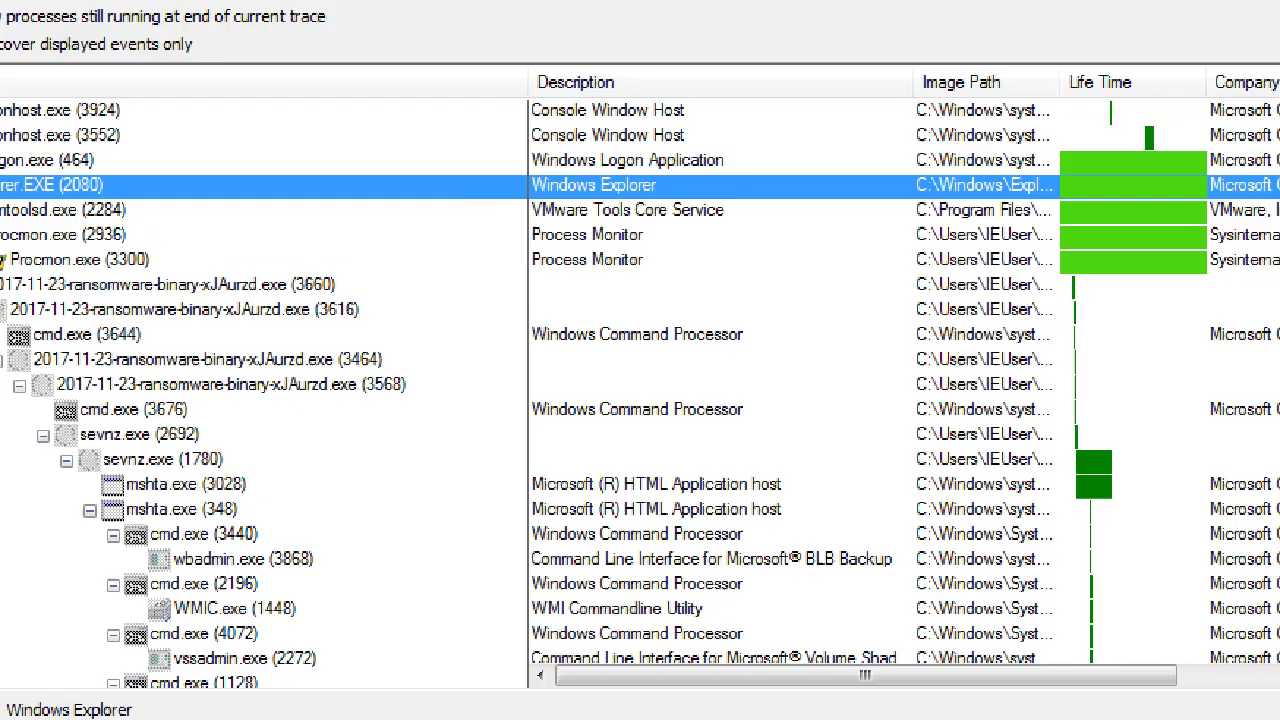 processes still running at end of current trace
cover displayed events only
Description Image Path Life Time Company
onhost.exe (3924) Console Window Host C:\Windows\syst... Microsoft C
onhost.exe (3552) Console Window Host C:\Windows\syst... Microsoft C
gon.exe (464) Windows Logon Application C:\Windows\syst... Microsoft C
rer.EXE (2080) Windows Explorer C:\Windows\Expl... Microsoft C
ntoolsd.exe (2284) VMware Tools Core Service C:\Program Files\... VMware, I
rocmon.exe (2936) Process Monitor C:\Users\IEUser\... Sysinterna
Procmon.exe (3300) Process Monitor C:\Users\IEUser\... Sysinterna
017-11-23-ransomware-binary-xJAurzd.exe (3660) C:\Users\IEUser\...
2017-11-23-ransomware-binary-xJAurzd.exe (3616) C:\Users\IEUser\...
cmd.exe (3644) Windows Command Processor C:\Windows\syst... Microsoft C
2017-11-23-ransomware-binary-xJAurzd.exe (3464) C:\Users\IEUser\...
2017-11-23-ransomware-binary-xJAurzd.exe (3568) C:\Users\IEUser\...
cmd.exe (3676) Windows Command Processor C:\Windows\syst... Microsoft C
sevnz.exe (2692) C:\Users\IEUser\...
sevnz.exe (1780) C:\Users\IEUser\...
mshta.exe (3028) Microsoft (R) HTML Application host C:\Windows\syst... Microsoft C
mshta.exe (348) Microsoft (R) HTML Application host C:\Windows\syst... Microsoft C
cmd.exe (3440) Windows Command Processor C:\Windows\Syst... Microsoft C
wbadmin.exe (3868) Command Line Interface for Microsoft® BLB Backup C:\Windows\syst... Microsoft C
cmd.exe (2196) Windows Command Processor C:\Windows\Syst... Microsoft C
WMIC.exe (1448) WMI Commandline Utility C:\Windows\Syst... Microsoft C
cmd.exe (4072) Windows Command Processor C:\Windows\Syst... Microsoft C
vssadmin.exe (2272) Command Line Interface for Microsoft® Volume Shad C:\Windows\syst Microsoft C
cmd.exe (1128)
Windows Explorer